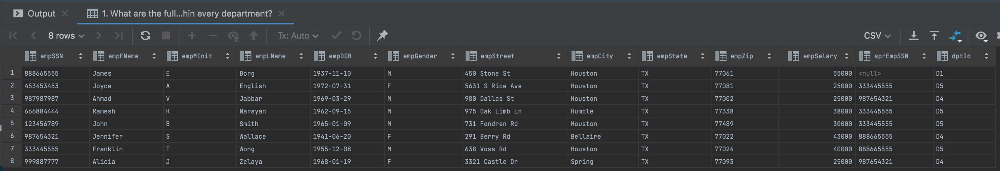 Output 1. What are the full...hin every department?
8 rows Tx: Auto CSV
empSSN empFName empMInit empLName empDOB empGender empStreet empCity empState empZip empSalary sprEmpSSN dptId
1 888665555 James E Borg 1937-11-10 M 450 Stone St Houston TX 77061 55000 <null> D1
2 453453453 Joyce A English 1972-07-31 F 5631 S Rice Ave Houston TX 77081 25000 333445555 D5
3 987987987 Ahmad V Jabbar 1969-03-29 M 980 Dallas St Houston TX 77002 25000 987654321 D4
4 666884444 Ramesh K Narayan 1962-09-15 M 975 Oak Limb Ln Humble TX 77338 38000 333445555 D5
5 123456789 John B Smith 1965-01-09 M 731 Fondren Rd Houston TX 77489 30000 333445555 D5
6 987654321 Jennifer S Wallace 1941-06-20 F 291 Berry Rd Bellaire TX 77022 43000 888665555 D4
7 333445555 Franklin T Wong 1955-12-08 M 638 Voss Rd Houston TX 77024 40000 888665555 D5
8 999887777 Alicia J Zelaya 1968-01-19 F 3321 Castle Dr Spring TX 77093 25000 987654321 D4